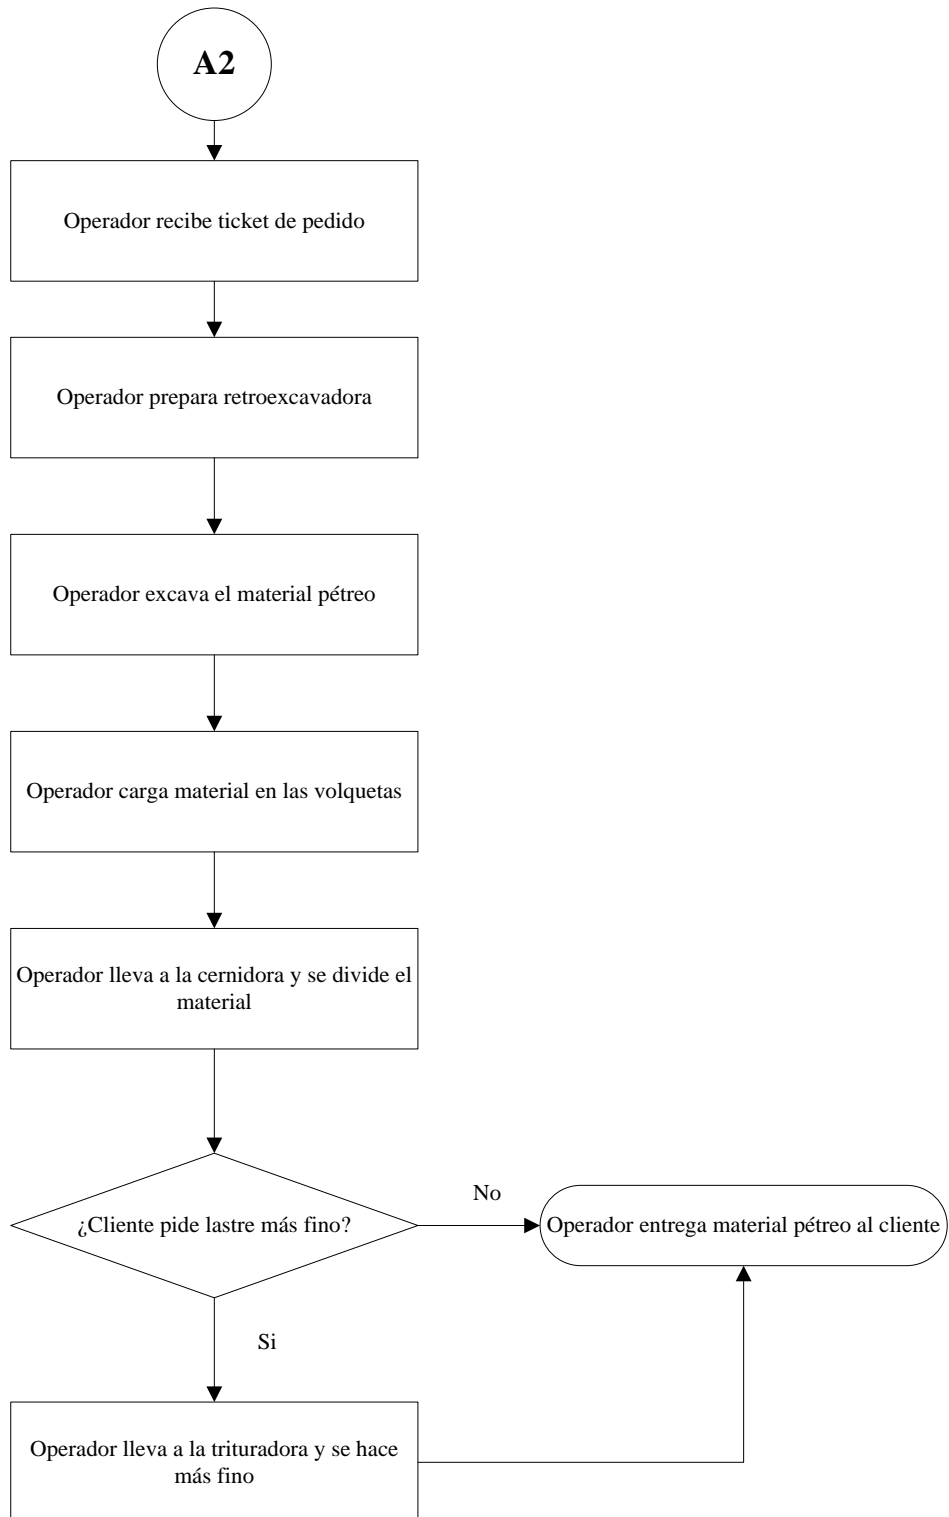 A2
Operador recibe ticket de pedido
Operador prepara retroexcavadora
Operador excava el material pétreo
Operador carga material en las volquetas
Operador lleva a la cernidora y se divide el
material
¿Cliente pide lastre más fino?
No
Operador entrega material pétreo al cliente
Si
Operador lleva a la trituradora y se hace
más fino